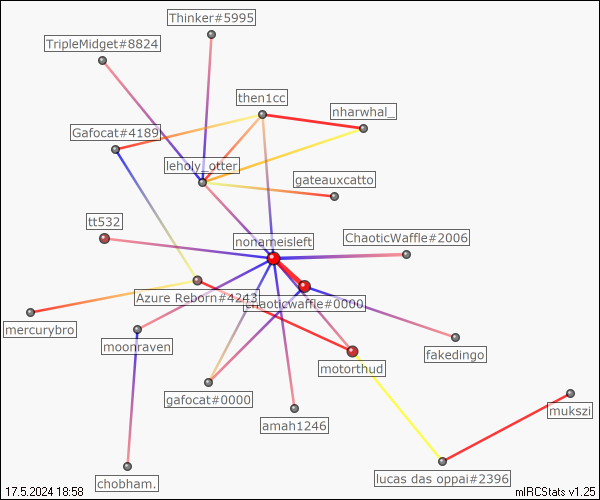 Thinker#5995
TripleMidget#8824
then1cc
nharwhal_
Gafocat#4189
leholy_otter
gateauxcatto
tt532
nonameisleft
ChaoticWaffle#2006
Azure Reborn#4243
chaoticwaffle#0000
mercurybro
moonraven
fakedingo
motorthud
gafocat#0000
amah1246
mukszi
chobham.
lucas das oppai#2396
17.5.2024 18:58
mIRCStats v1.25